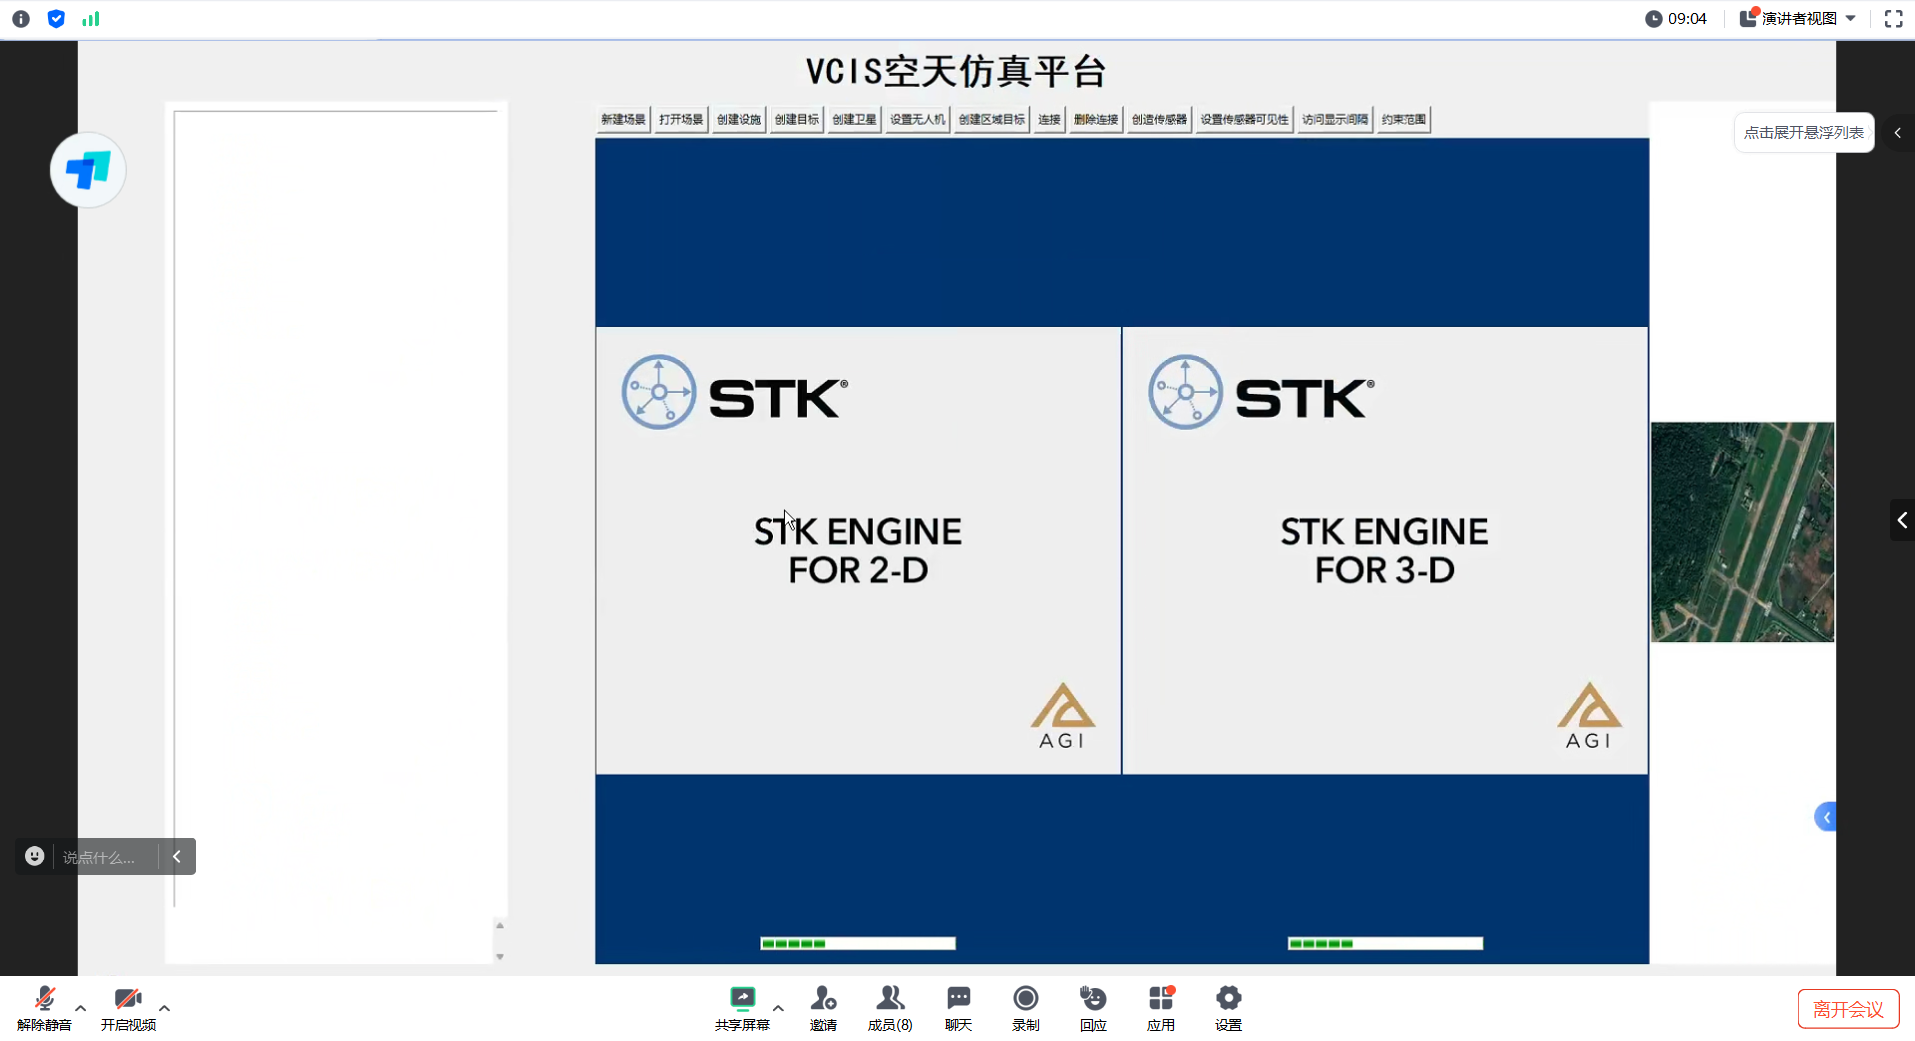 09:04
演讲者视图
VCIS空天仿真平台
新建场景 打开场景 创建设施 创建目标 创建卫星 设置无人机 创建区域目标 连接 删除连接 创造传感器 设置传感器可见性 访问显示间隔 约束范围
点击展开悬浮列表
STK®
STK®
STK ENGINE
FOR 2-D
STK ENGINE
FOR 3-D
AGI
AGI
说点什么...
解除静音
开启视频
共享屏幕
邀请
成员(8)
聊天
录制
回应
应用
设置
离开会议